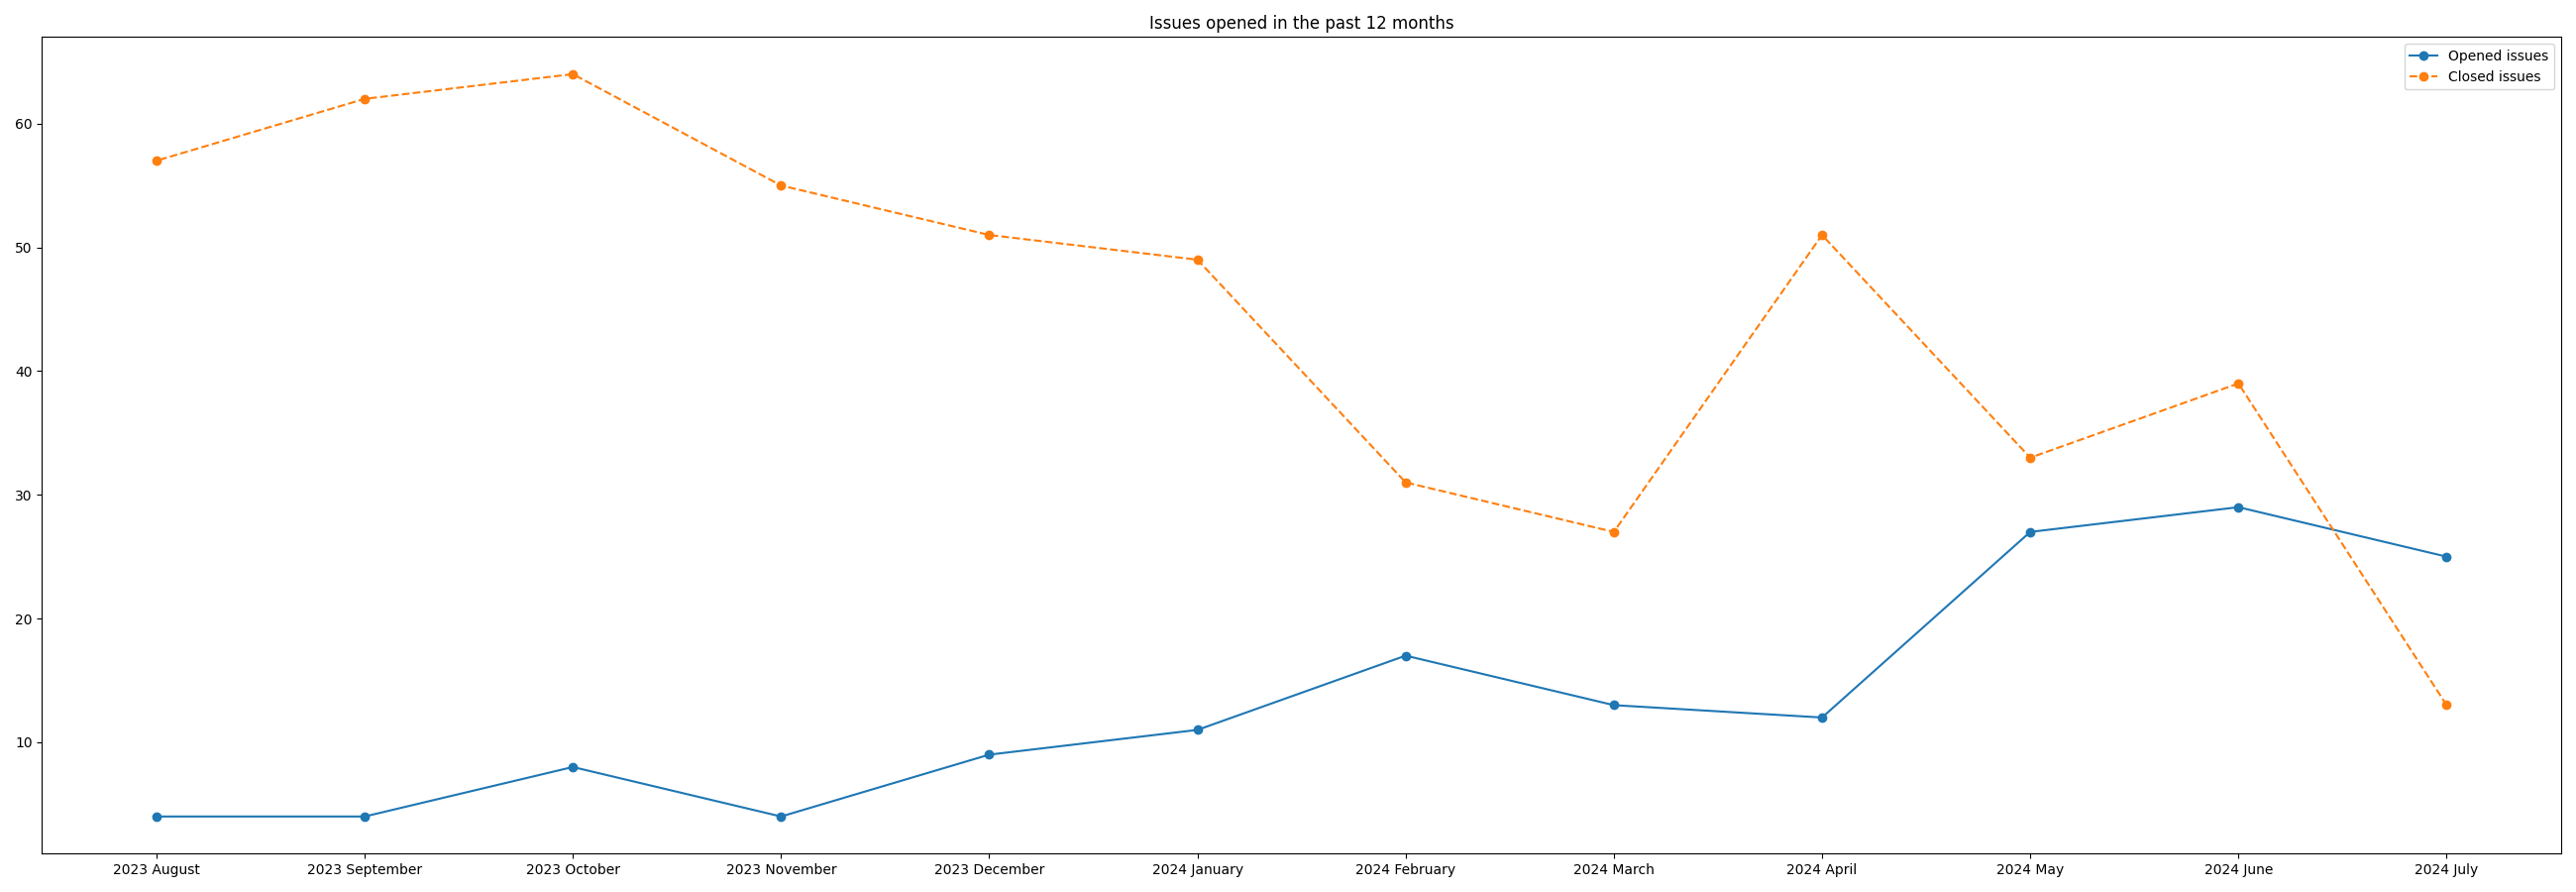 Issues opened in the past 12 months
Opened issues
Closed issues
60
50
40
30
20
10
2023 August 2023 September 2023 October 2023 November 2023 December 2024 January 2024 February 2024 March 2024 April 2024 May 2024 June 2024 July